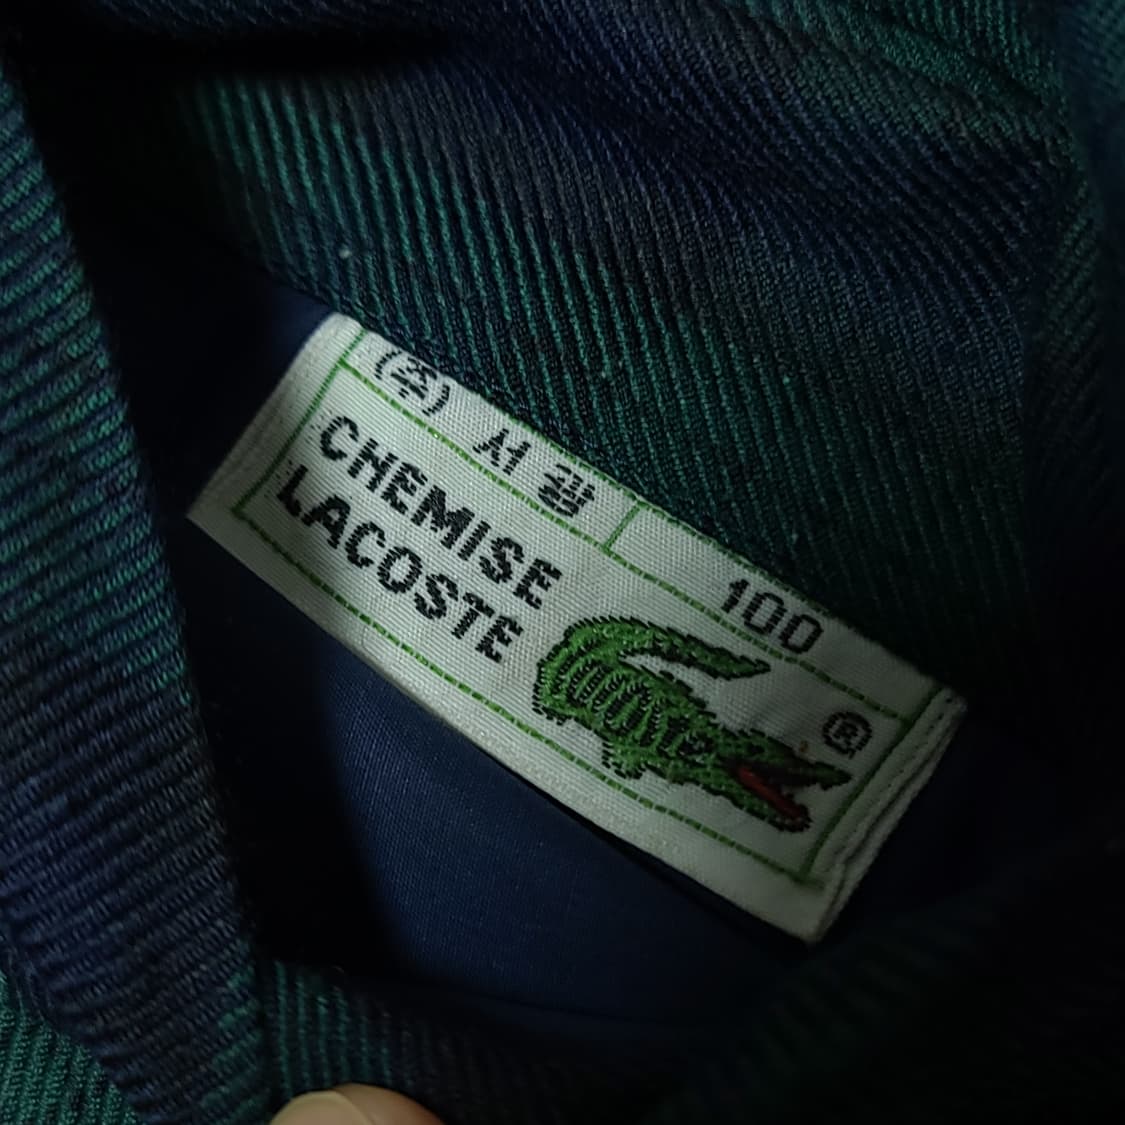 (주) 서광 100
CHEMISE
LACOSTE
®